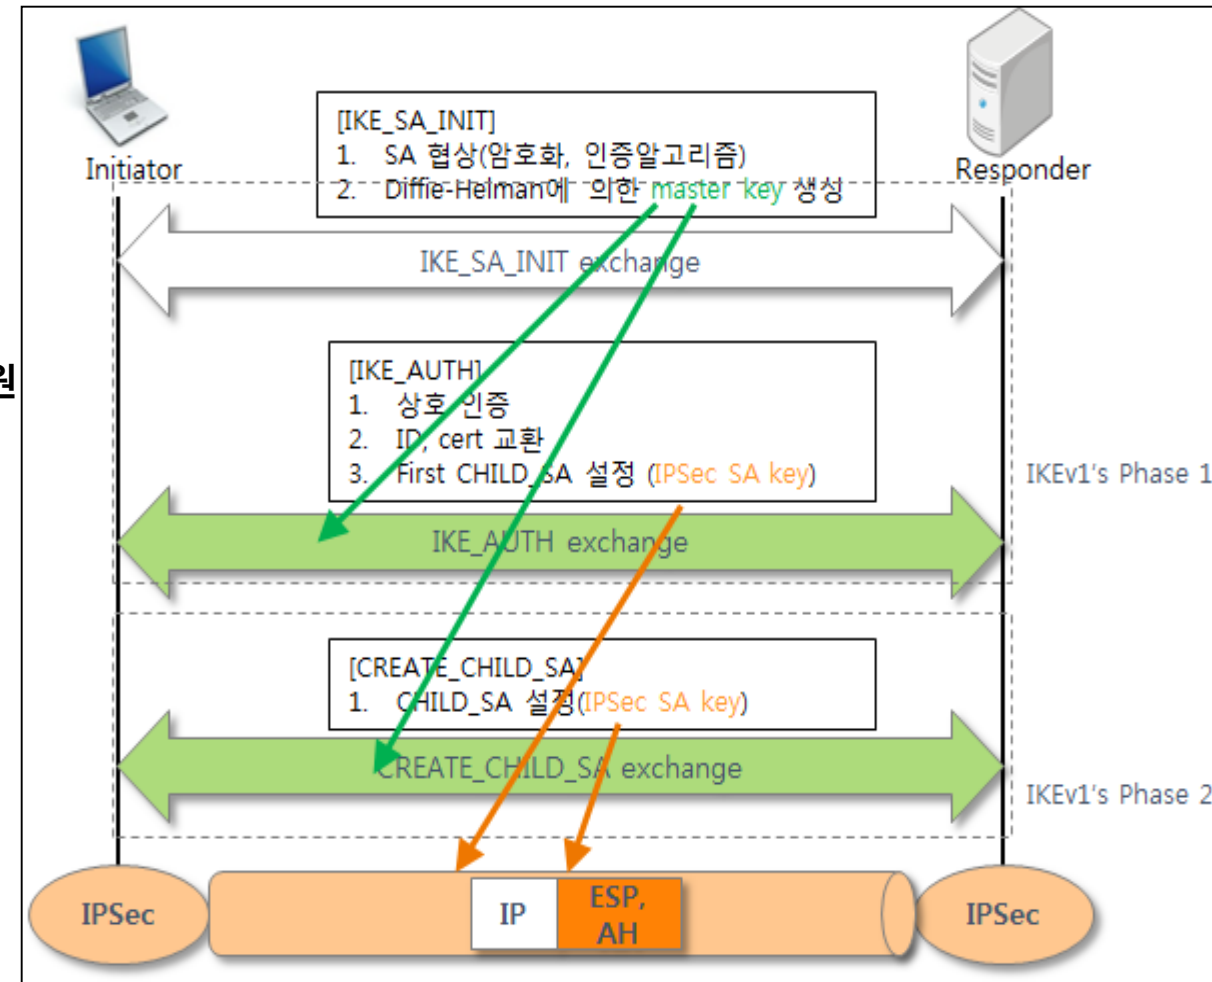 Initiator
Responder
[IKE_SA_INIT]
1. SA 협상(암호화, 인증알고리즘)
2. Diffie-Helman에 의한 master key 생성
IKE_SA_INIT exchange
원
[IKE_AUTH]
1. 상호 인증
2. ID, cert 교환
3. First CHILD_SA 설정 (IPSec SA key)
IKEv1's Phase 1
IKE_AUTH exchange
[CREATE_CHILD_SA]
1. CHILD_SA 설정(IPSec SA key)
CREATE_CHILD_SA exchange
IKEv1's Phase 2
IPSec
IP
ESP,
AH
IPSec